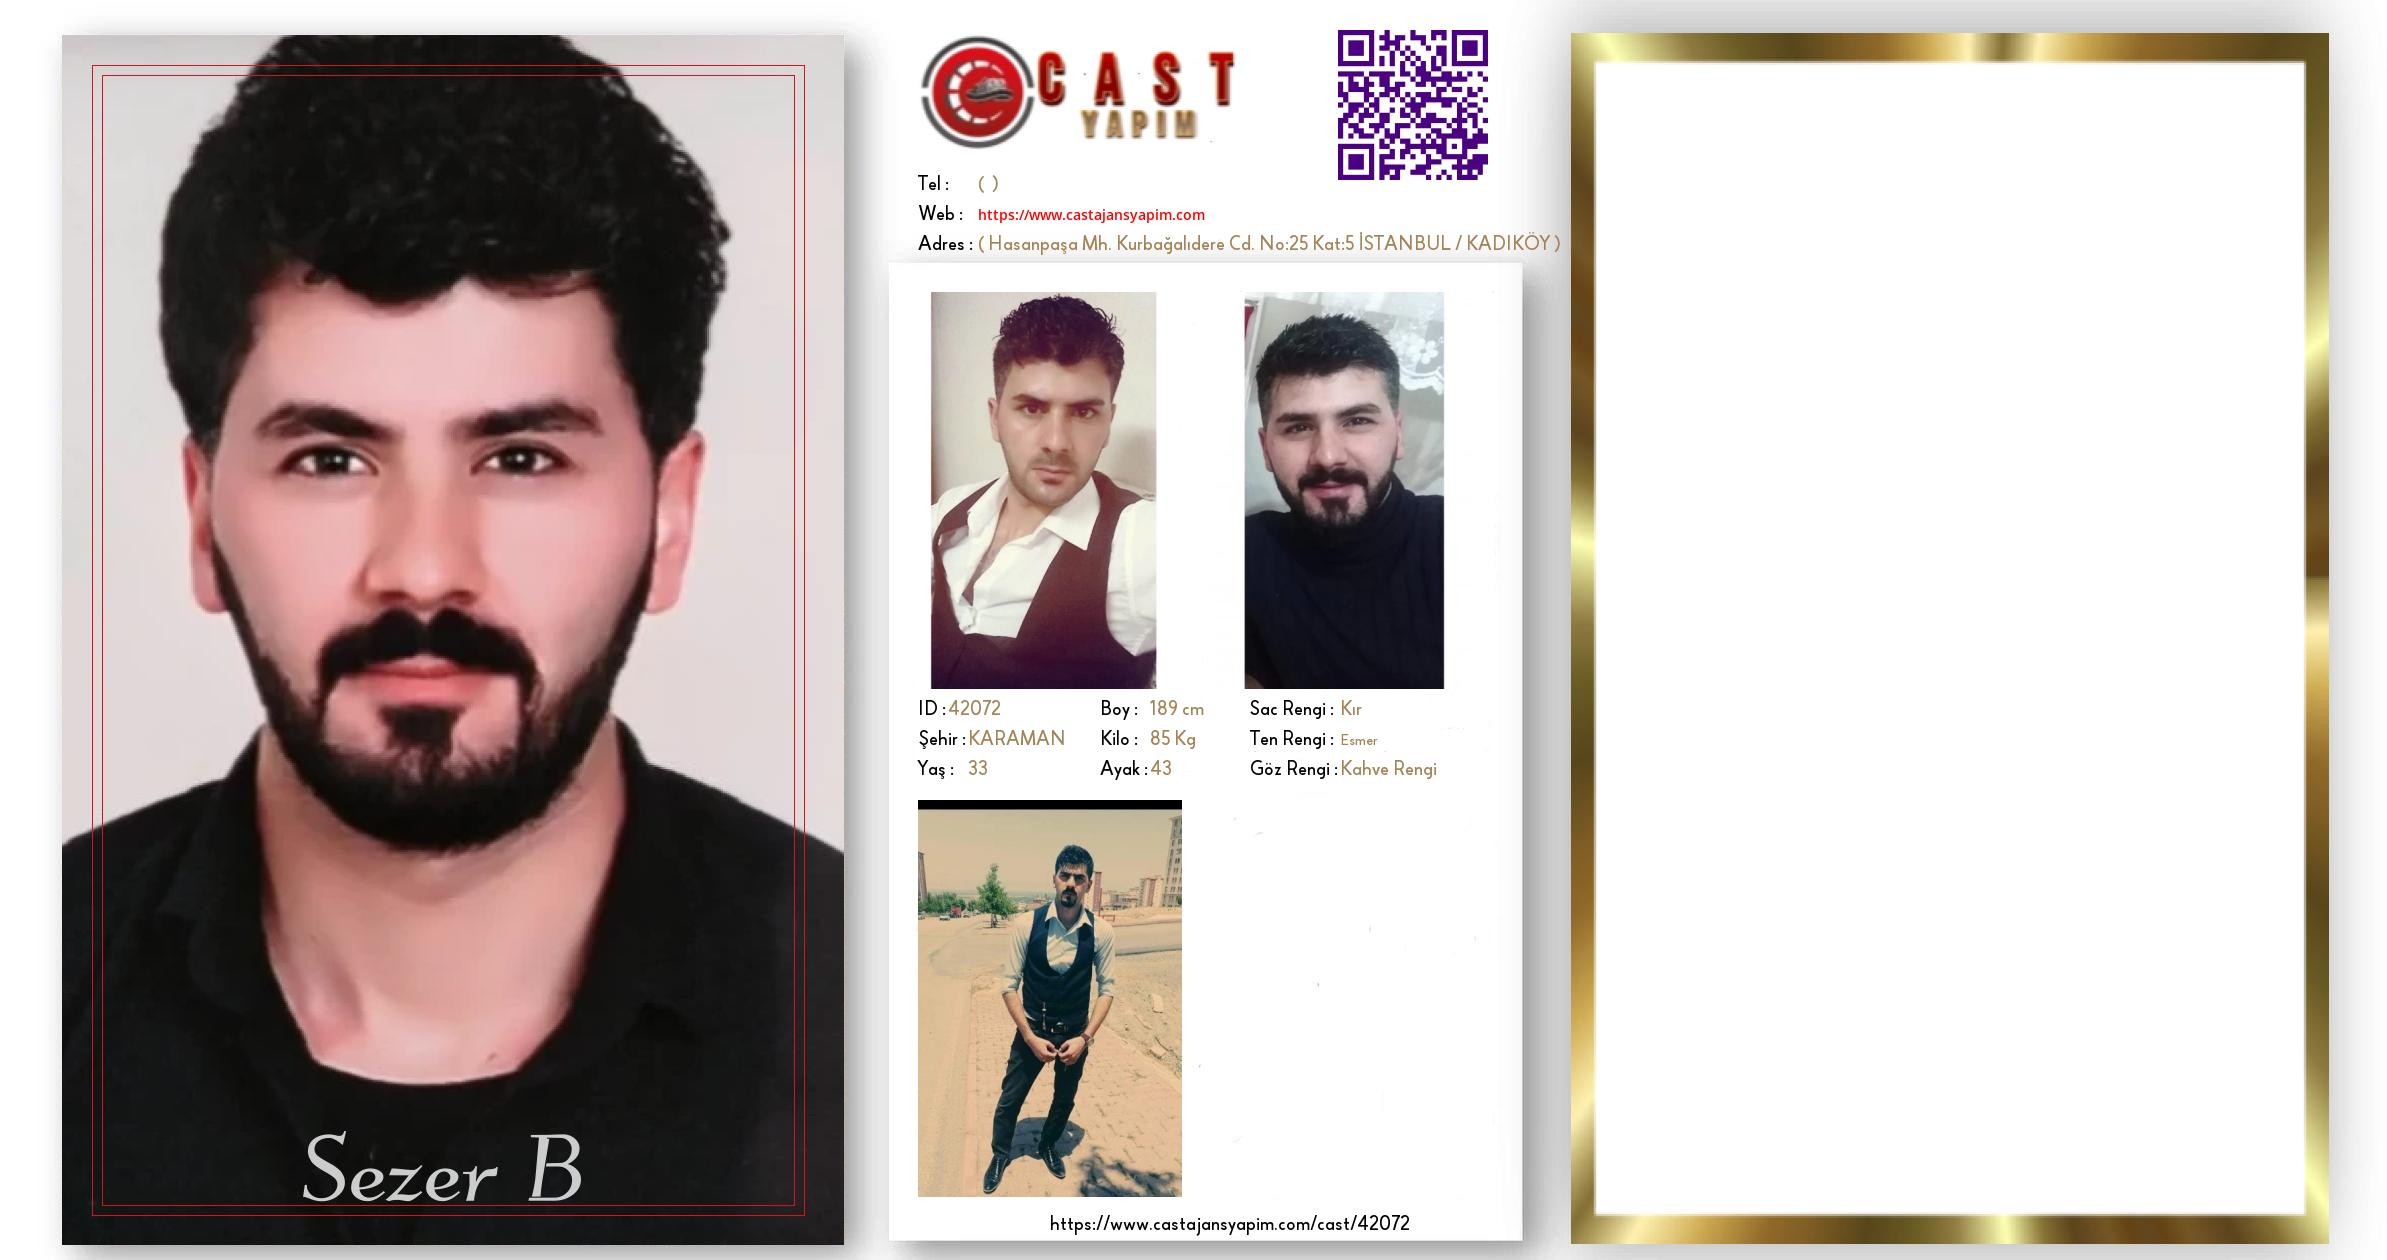 Sezer B
CAST
YAPIM
Tel : ( )
Web : https://www.castajansyapim.com
Adres : ( Hasanpaşa Mh. Kurbağalıdere Cd. No:25 Kat:5 İSTANBUL / KADIKÖY )
ID : 42072 Boy : 189 cm Sac Rengi : Kır
Şehir : KARAMAN Kilo : 85 Kg Ten Rengi : Esmer
Yaş : 33 Ayak : 43 Göz Rengi : Kahve Rengi
https://www.castajansyapim.com/cast/42072